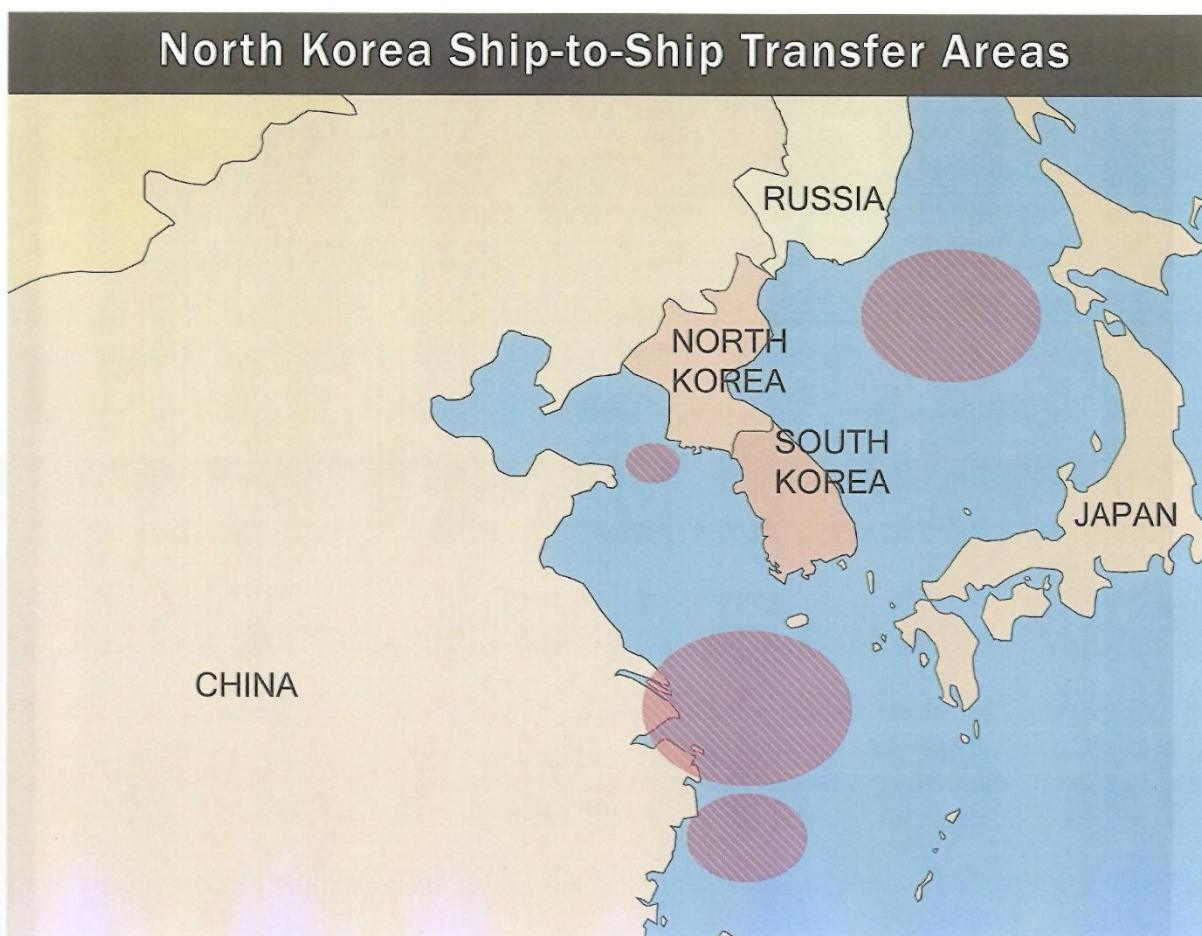 North Korea Ship-to-Ship Transfer Areas
RUSSIA
NORTH
KOREA
SOUTH
KOREA
JAPAN
CHINA